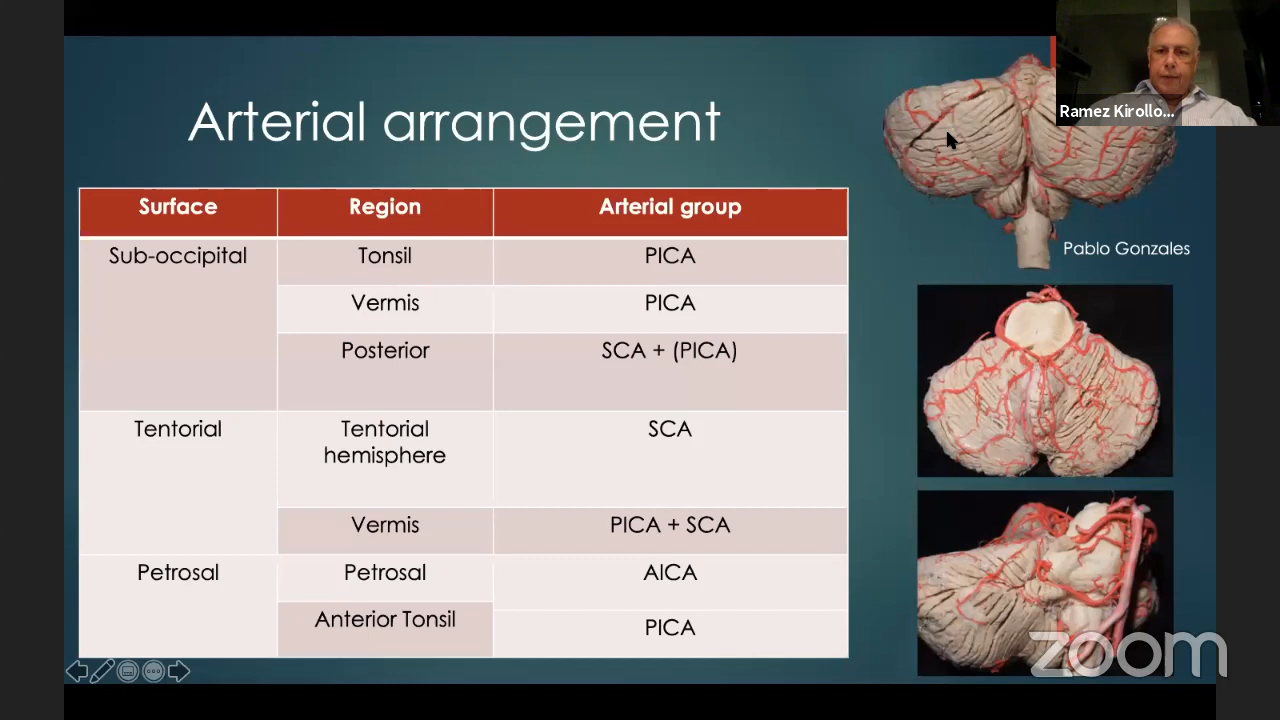 Arterial arrangement
Ramez Kirollo...
Pablo Gonzales
Surface Region Arterial group
Sub-occipital Tonsil PICA
Vermis PICA
Posterior SCA + (PICA)
Tentorial Tentorial SCA
hemisphere
Vermis PICA + SCA
Petrosal Petrosal AICA
Anterior Tonsil PICA
zoom